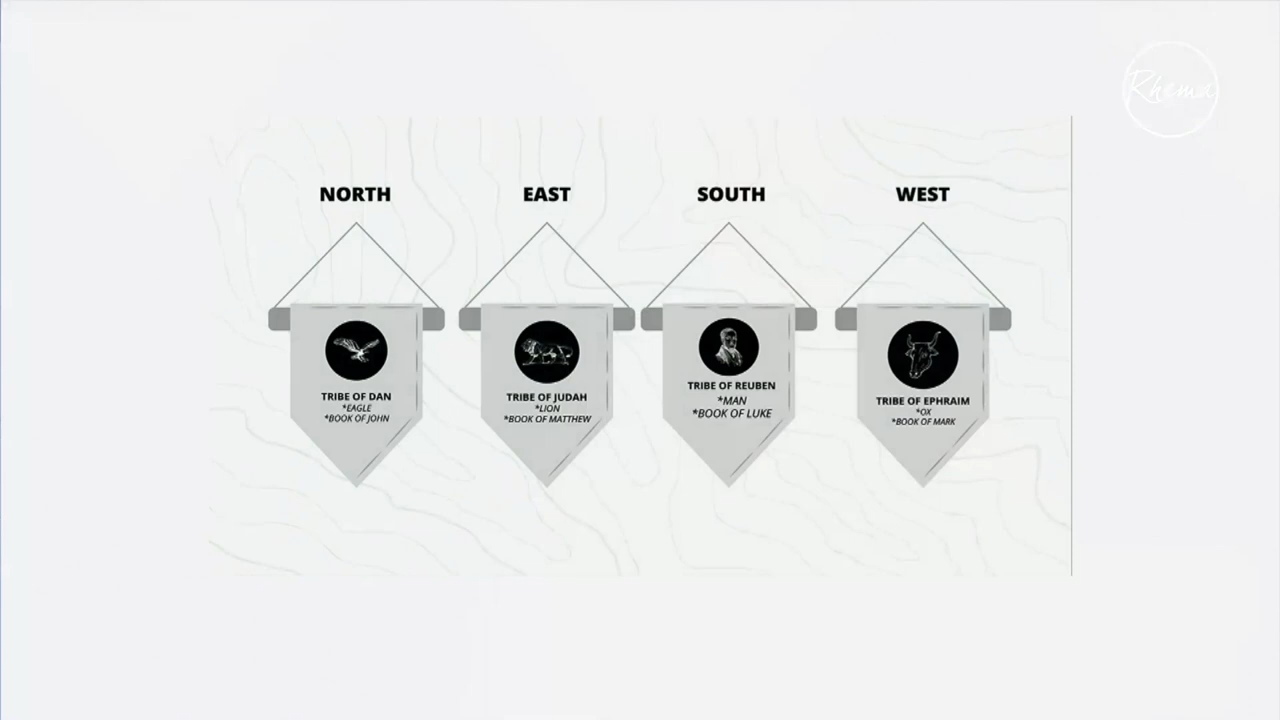 Rhema
NORTH
EAST
SOUTH
WEST
TRIBE OF DAN
*EAGLE
*BOOK OF JOHN
TRIBE OF JUDAH
*LION
*BOOK OF MATTHEW
TRIBE OF REUBEN
*MAN
*BOOK OF LUKE
TRIBE OF EPHRAIM
*OX
*BOOK OF MARK